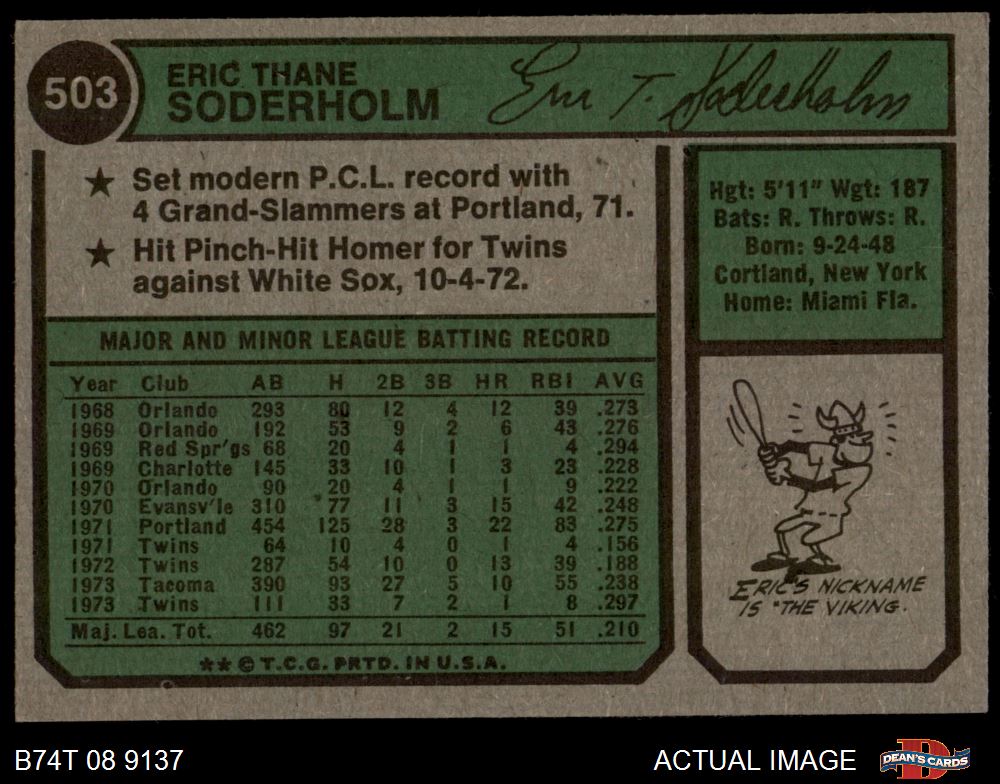 503
ERIC THANE
SODERHOLM
Eric T. Soderholm
★ Set modern P.C.L. record with
4 Grand-Slammers at Portland, 71.
★ Hit Pinch-Hit Homer for Twins
against White Sox, 10-4-72.
Hgt: 5'11" Wgt: 187
Bats: R. Throws: R.
Born: 9-24-48
Cortland, New York
Home: Miami Fla.
MAJOR AND MINOR LEAGUE BATTING RECORD
Year Club AB H 2B 3B HR RBI AVG
1968 Orlando 293 80 12 4 12 39 .273
1969 Orlando 192 53 9 2 6 43 .276
1969 Red Spr'gs 68 20 4 1 1 4 .294
1969 Charlotte 145 33 10 1 3 23 .228
1970 Orlando 90 20 4 1 1 9 .222
1970 Evansv'le 310 77 11 3 15 42 .248
1971 Portland 454 125 28 3 22 83 .275
1971 Twins 64 10 4 0 1 4 .156
1972 Twins 287 54 10 0 13 39 .188
1973 Tacoma 390 93 27 5 10 55 .238
1973 Twins 111 33 7 2 1 8 .297
Maj. Lea. Tot. 462 97 21 2 15 51 .210
★★ © T.C.G. PRTD. IN U.S.A.
ERIC'S NICKNAME
IS "THE VIKING.
B74T 08 9137
ACTUAL IMAGE
DEAN'S CARDS